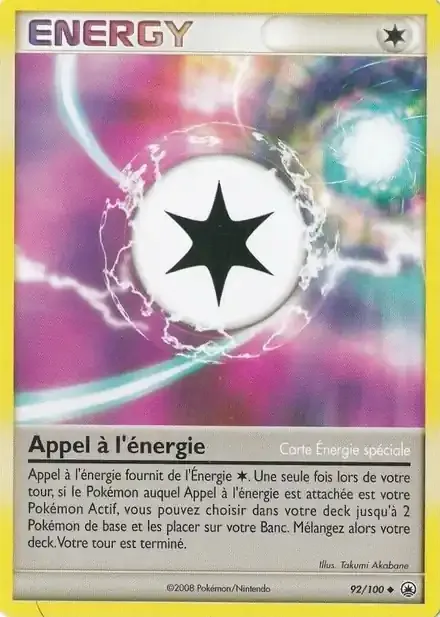 ENERGY
Appel à l'énergie
Carte Énergie spéciale
Appel à l'énergie fournit de l'Énergie ✶. Une seule fois lors de votre
tour, si le Pokémon auquel Appel à l'énergie est attachée est votre
Pokémon Actif, vous pouvez choisir dans votre deck jusqu'à 2
Pokémon de base et les placer sur votre Banc. Mélangez alors votre
deck. Votre tour est terminé.
Illus. Takumi Akabane
©2008 Pokémon/Nintendo
92/100 ◆